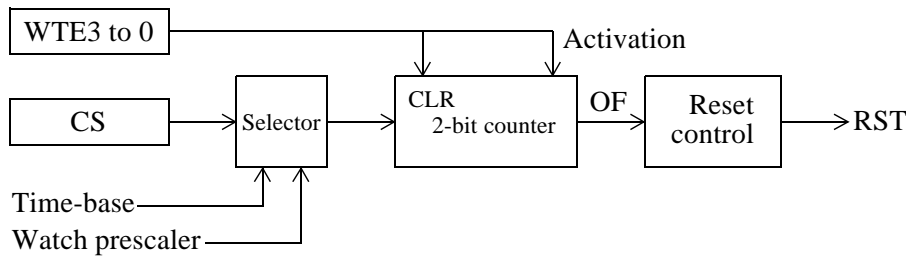 WTE3 to 0
Activation
CS
Selector
CLR
2-bit counter
OF
Reset
control
RST
Time-base
Watch prescaler